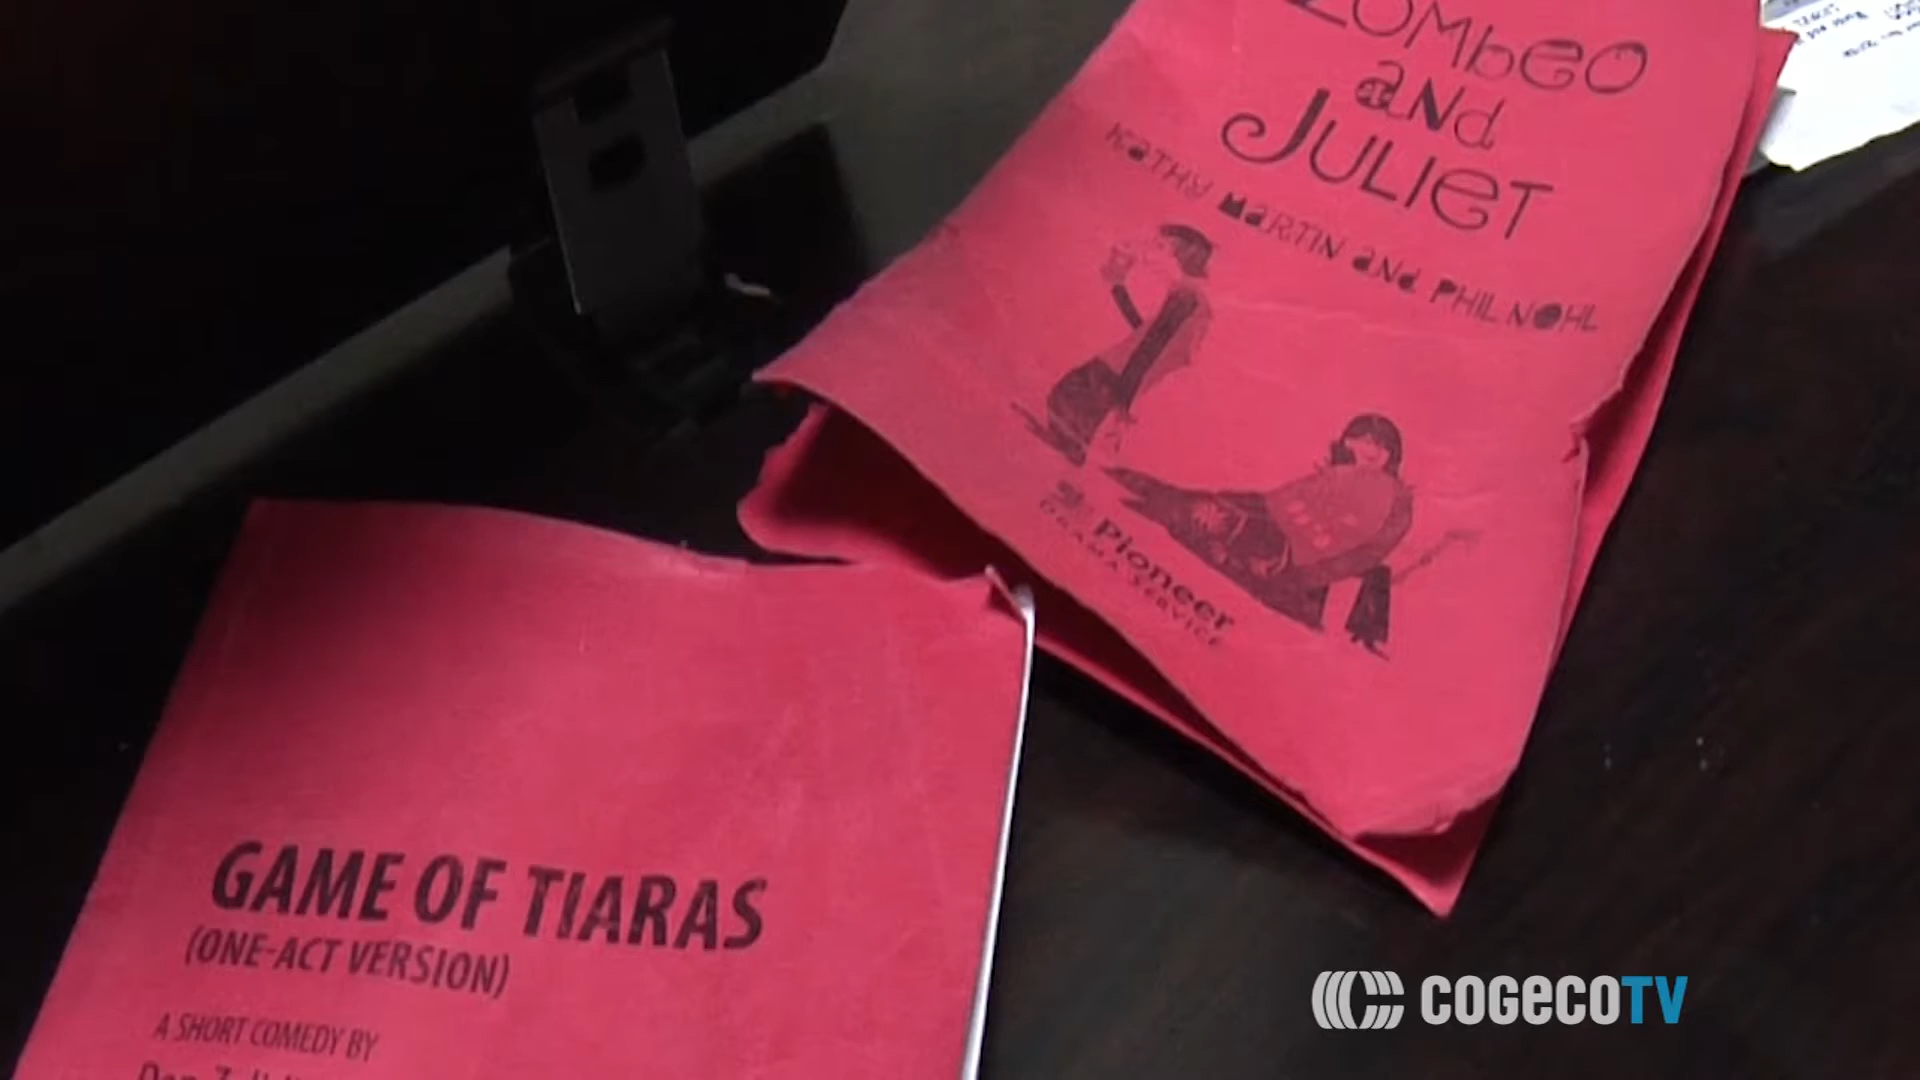 ZOMBEO
AND
JULIET
KATHY MARTIN AND PHIL NOHL
Pioneer
DRAMA SERVICE
GAME OF TIARAS
(ONE-ACT VERSION)
A SHORT COMEDY BY
Don
COGECOTV